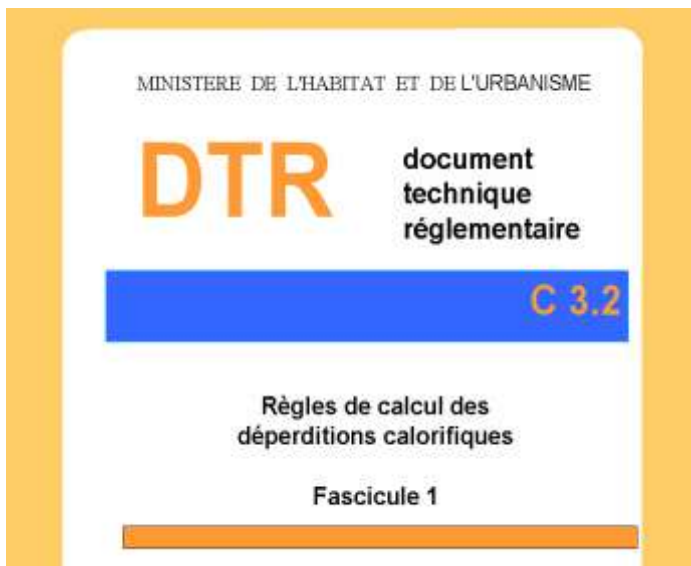 MINISTERE DE L'HABITAT ET DE L'URBANISME
DTR
document
technique
réglementaire
C 3.2
Règles de calcul des
déperditions calorifiques
Fascicule 1